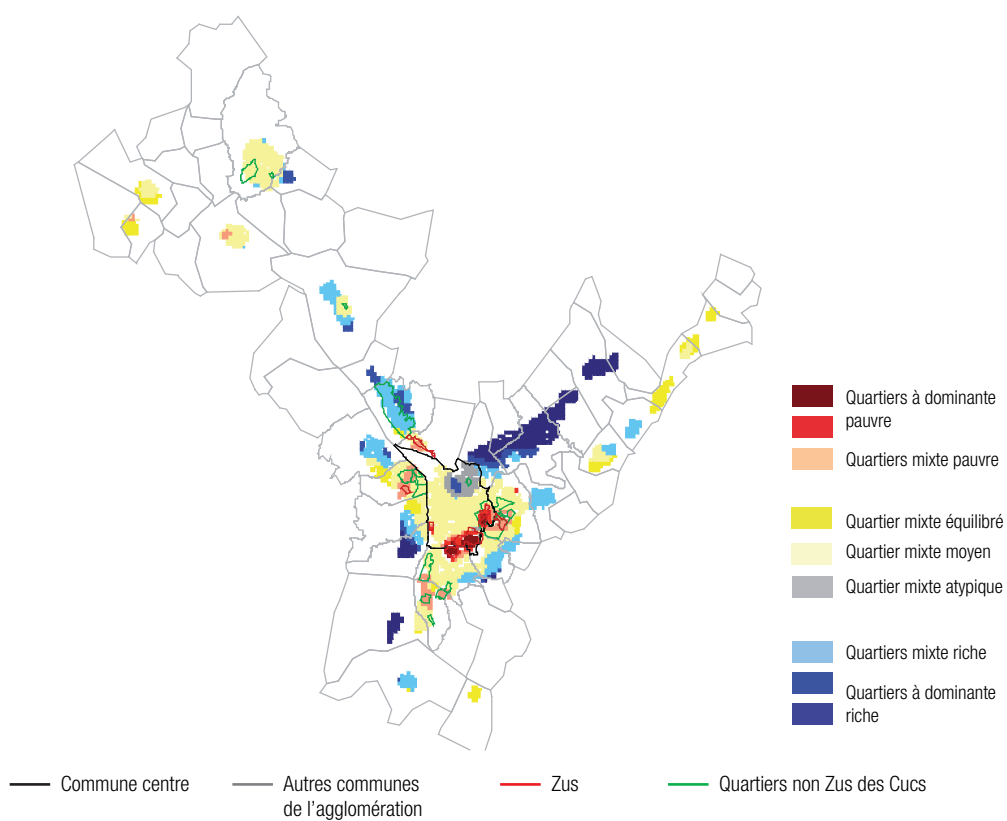 Quartiers à dominante
pauvre
Quartiers mixte pauvre
Quartier mixte équilibré
Quartier mixte moyen
Quartier mixte atypique
Quartiers mixte riche
Quartiers à dominante
riche
Commune centre
Autres communes
de l'agglomération
Zus
Quartiers non Zus des Cucs